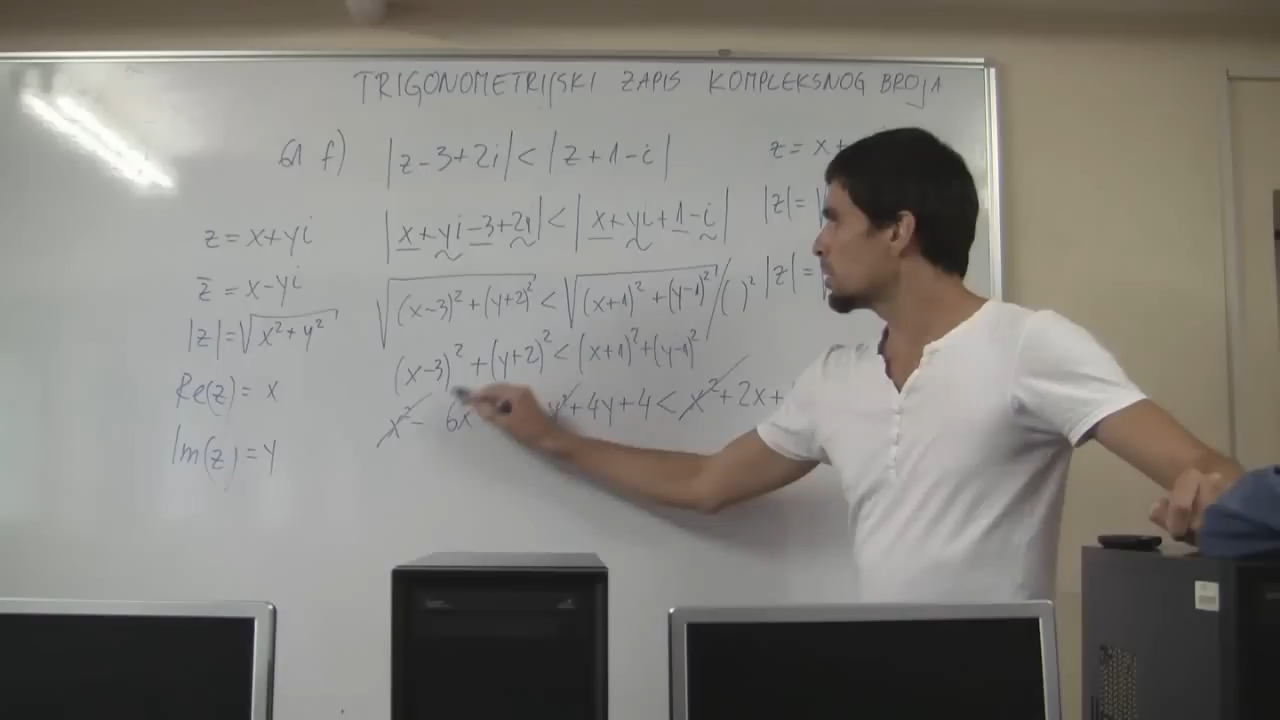 TRIGONOMETRIJSKI ZAPIS KOMPLEKSNOG BROJA
61 f) |z-3+2i|<|z+1-i|
|x+yi-3+2i|<|x+yi+1-i|
√(x-3)²+(y+2)² < √(x+1)²+(y-1)² /( )²
(x-3)²+(y+2)²<(x+1)²+(y-1)²
x²- 6x y²+4y+4<x²+2x+
z=x+yi
z̄=x-yi
|z|=√x²+y²
Re(z)=x
Im(z)=y
z=x+
|z|=√
|z|=